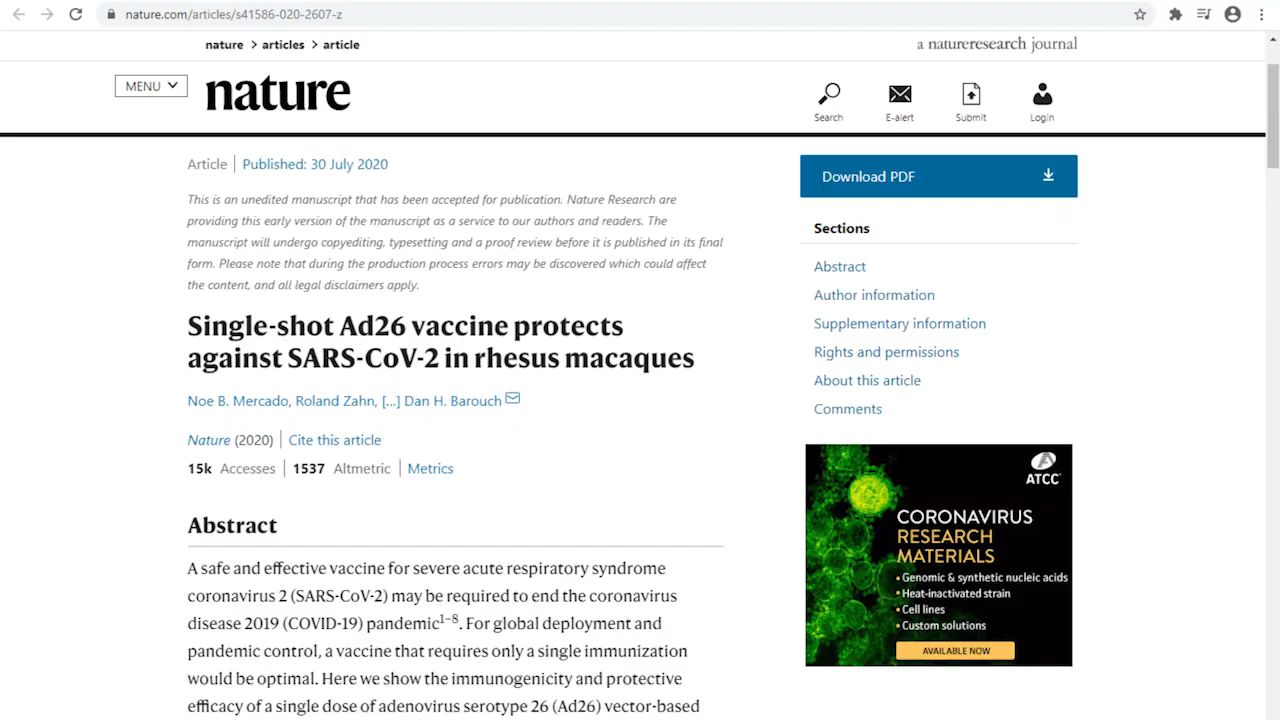 nature.com/articles/s41586-020-2607-z
nature > articles > article
a natureresearch journal
MENU
nature
Search
E-alert
Submit
Login
Article | Published: 30 July 2020
This is an unedited manuscript that has been accepted for publication. Nature Research are
providing this early version of the manuscript as a service to our authors and readers. The
manuscript will undergo copyediting, typesetting and a proof review before it is published in its final
form. Please note that during the production process errors may be discovered which could affect
the content, and all legal disclaimers apply.
Single-shot Ad26 vaccine protects
against SARS-CoV-2 in rhesus macaques
Noe B. Mercado, Roland Zahn, [...] Dan H. Barouch
Nature (2020) | Cite this article
15k Accesses | 1537 Altmetric | Metrics
Abstract
A safe and effective vaccine for severe acute respiratory syndrome
coronavirus 2 (SARS-CoV-2) may be required to end the coronavirus
disease 2019 (COVID-19) pandemic1–8. For global deployment and
pandemic control, a vaccine that requires only a single immunization
would be optimal. Here we show the immunogenicity and protective
efficacy of a single dose of adenovirus serotype 26 (Ad26) vector-based
Download PDF
Sections
Abstract
Author information
Supplementary information
Rights and permissions
About this article
Comments
ATCC
CORONAVIRUS
RESEARCH
MATERIALS
• Genomic & synthetic nucleic acids
• Heat-inactivated strain
• Cell lines
• Custom solutions
AVAILABLE NOW